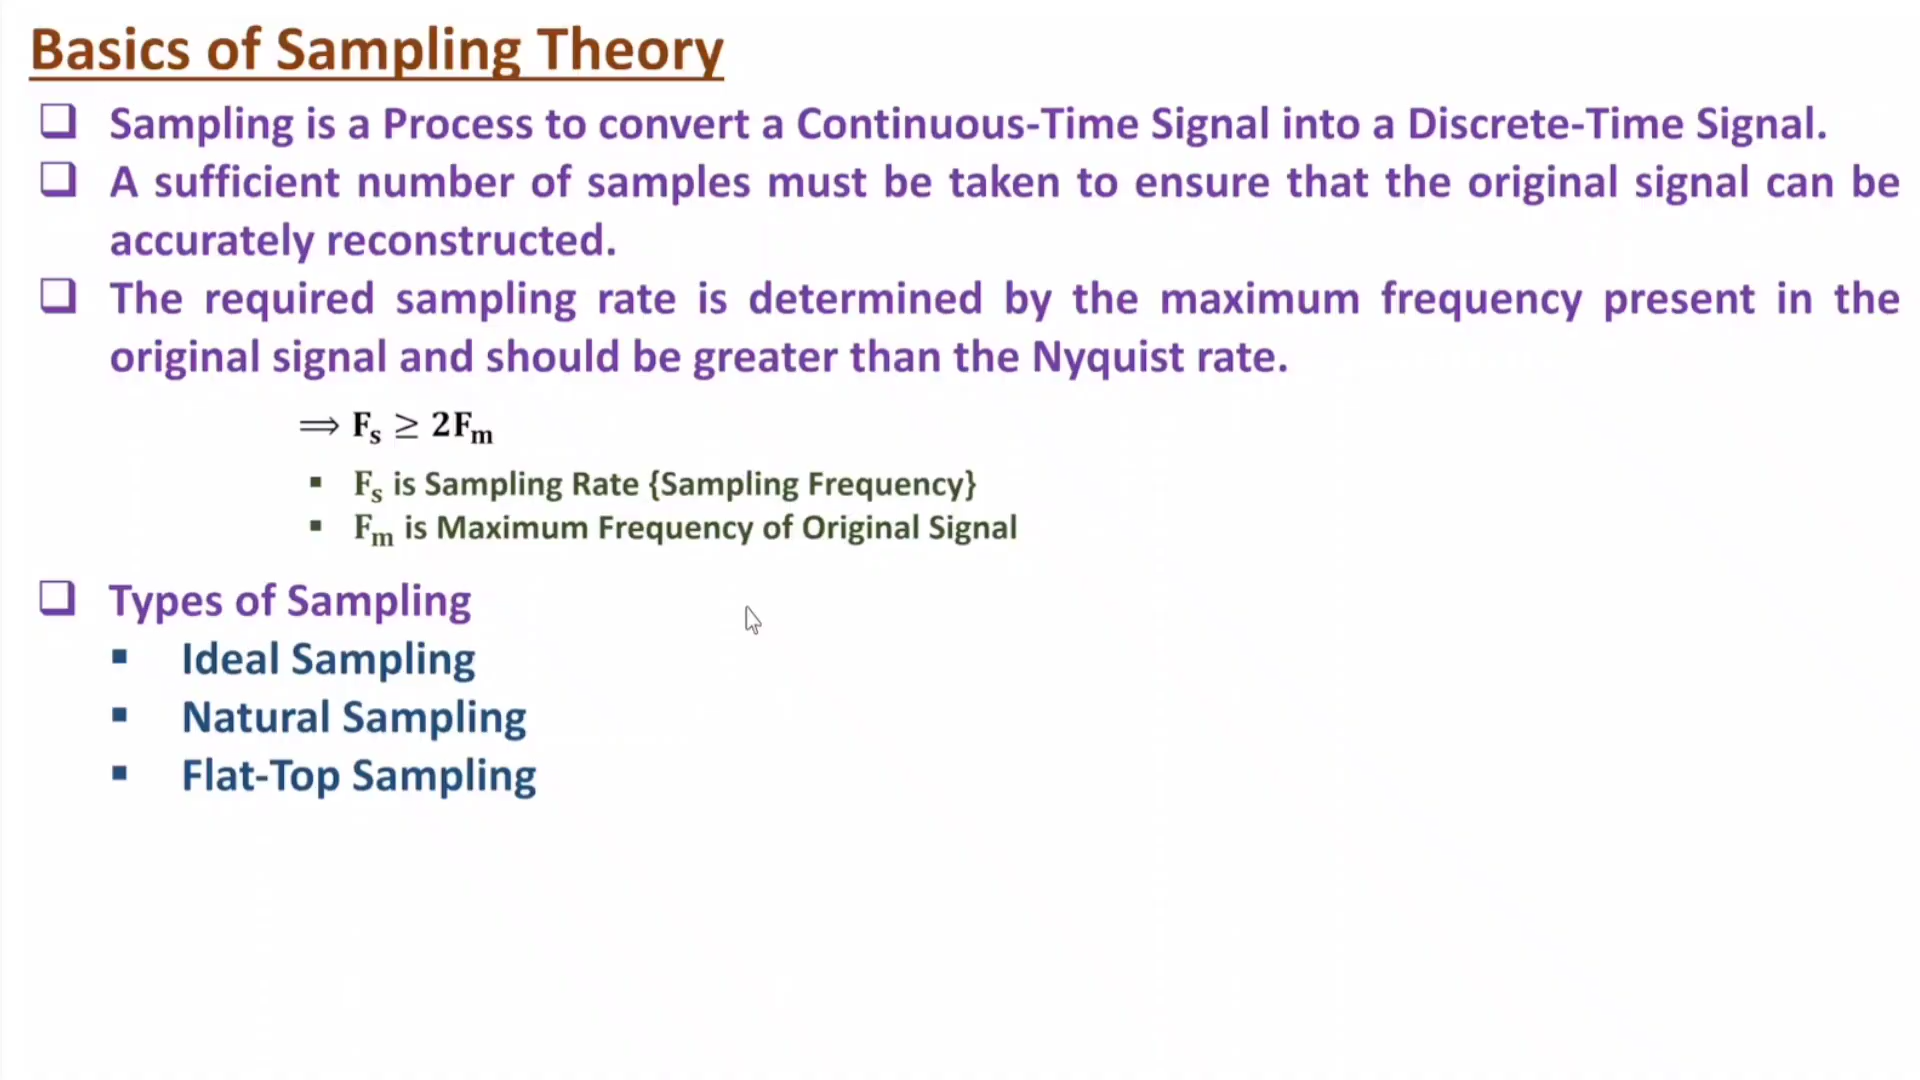 Basics of Sampling Theory
❑ Sampling is a Process to convert a Continuous-Time Signal into a Discrete-Time Signal.
❑ A sufficient number of samples must be taken to ensure that the original signal can be
accurately reconstructed.
❑ The required sampling rate is determined by the maximum frequency present in the
original signal and should be greater than the Nyquist rate.
⟹ Fₛ ≥ 2Fₘ
▪ Fₛ is Sampling Rate {Sampling Frequency}
▪ Fₘ is Maximum Frequency of Original Signal
❑ Types of Sampling
▪ Ideal Sampling
▪ Natural Sampling
▪ Flat-Top Sampling